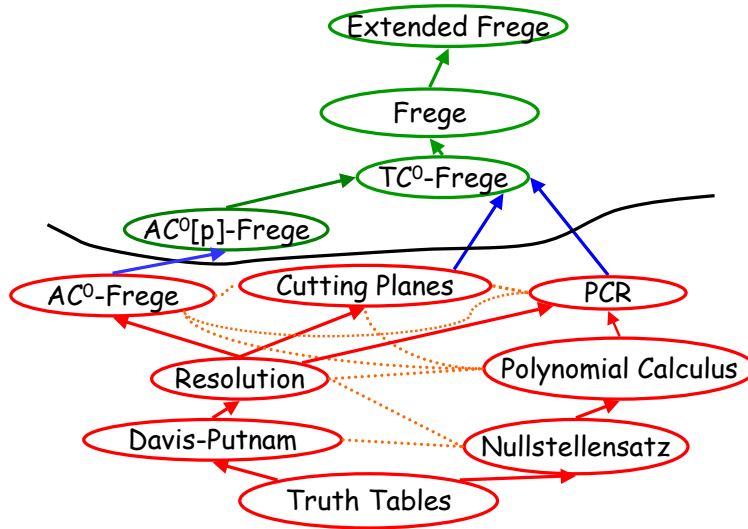 Extended Frege
Frege
TC⁰-Frege
AC⁰[p]-Frege
AC⁰-Frege
Cutting Planes
PCR
Resolution
Polynomial Calculus
Davis-Putnam
Nullstellensatz
Truth Tables